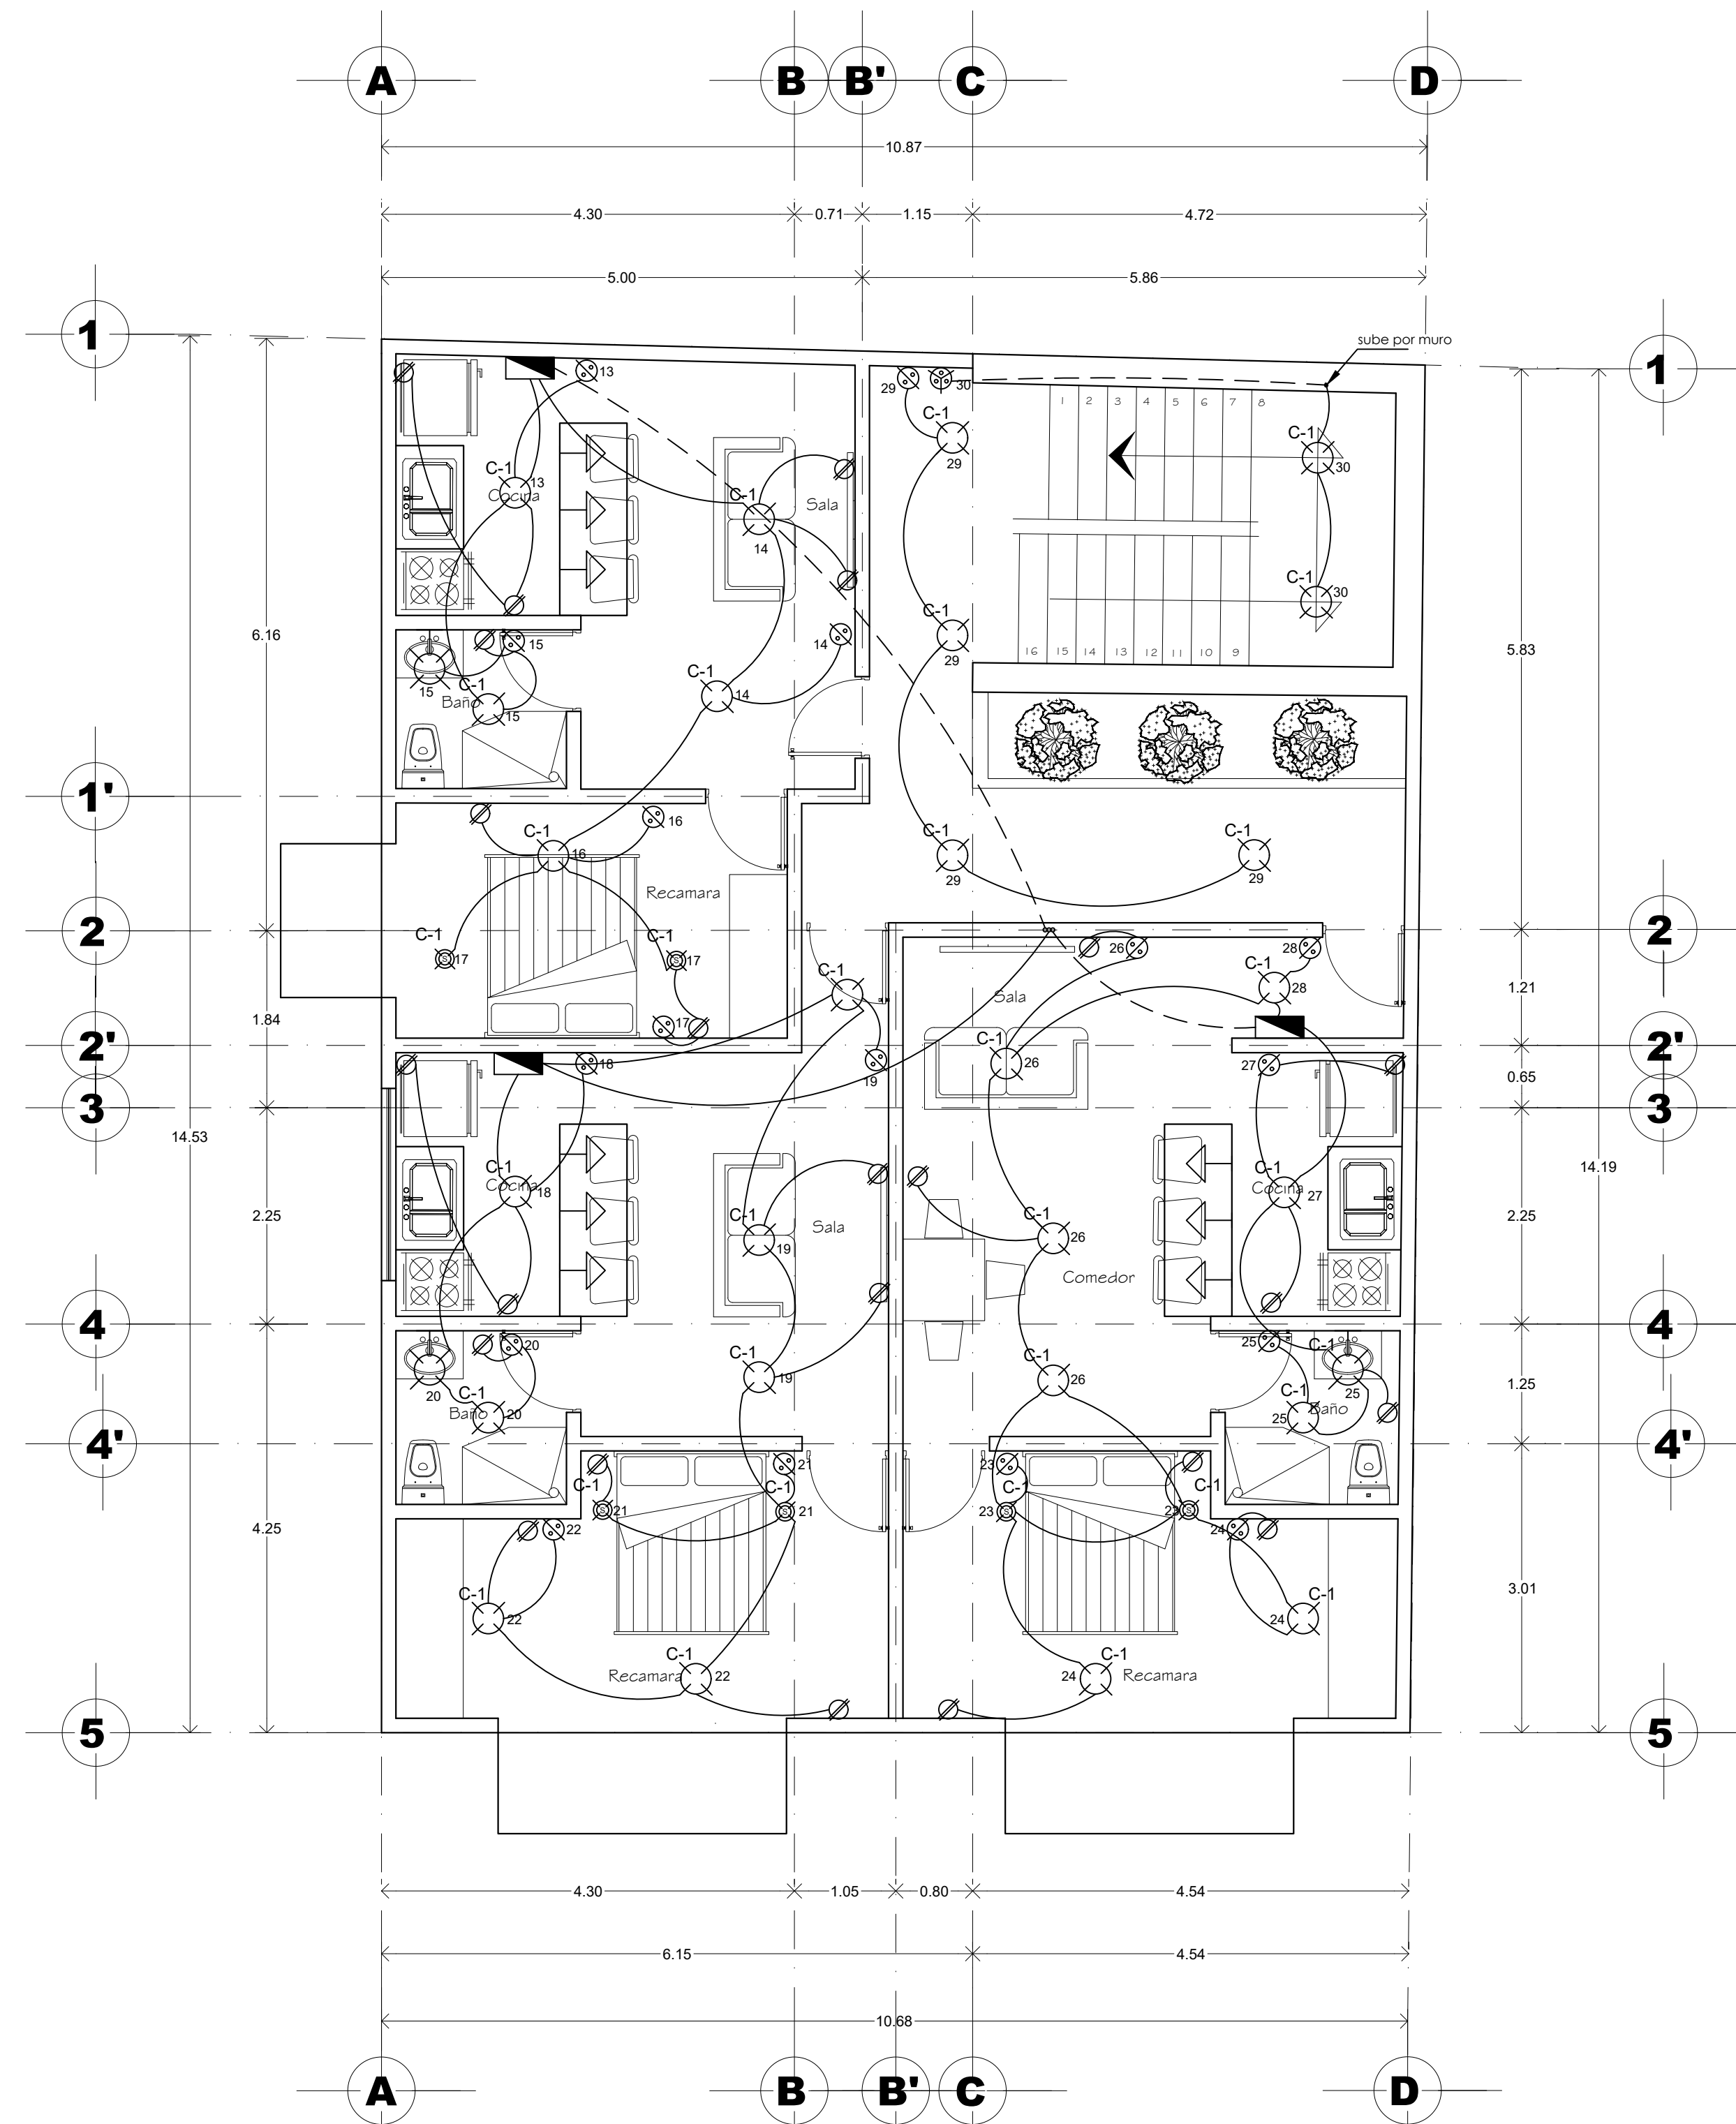 A B B' C D
10.87
4.30 0.71 1.15 4.72
5.00 5.86
1 1
sube por muro
13 29 30
1 2 3 4 5 6 7 8
C-1 C-1
29 30
C-1 13
Cocina
C-1 Sala
14
C-1 30
C-1
29
6.16 15 14 5.83
16 15 14 13 12 11 10 9
15 C-1
Baño 15
C-1 14
1'
16
C-1 16
C-1 C-1
29 29
Recamara
2 2
C-1 17 C-1 17
26 28
C-1
C-1 28
Sala
1.21
1.84 17
2' 2'
C-1 26
18 19 27
0.65
3 3
14.53
14.19
C-1 C-1
Cocina 18 Cocina 27
2.25 Sala 2.25
C-1 19
C-1 26
Comedor
4 4
20 25
C-1
20 25
C-1 19
C-1 26
1.25
C-1 C-1
Baño 20 25 Baño
4' 4'
21 23
C-1 C-1 C-1 C-1
S 21 S 21 23 S 23 S
4.25 22 24
3.01
C-1 22 C-1 24
C-1 C-1
Recamara 22 24 Recamara
5 5
4.30 1.05 0.80 4.54
6.15 4.54
10.68
A B B' C D